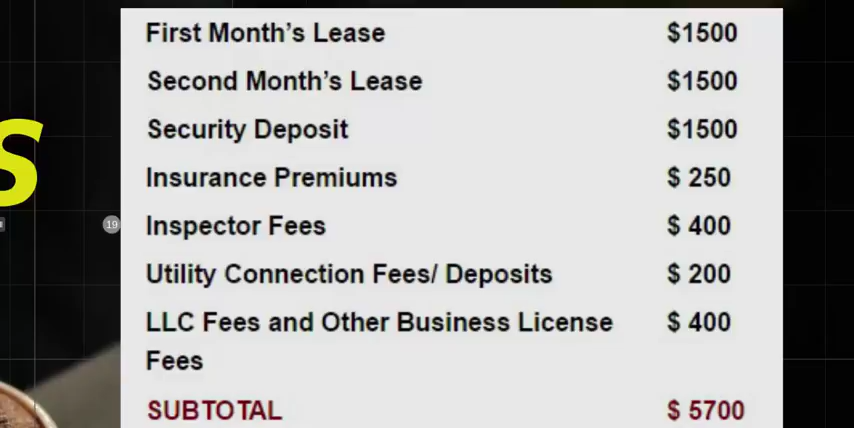 First Month's Lease $1500
Second Month's Lease $1500
S
Security Deposit $1500
Insurance Premiums $ 250
19
Inspector Fees $ 400
Utility Connection Fees/ Deposits $ 200
LLC Fees and Other Business License $ 400
Fees
SUBTOTAL $ 5700